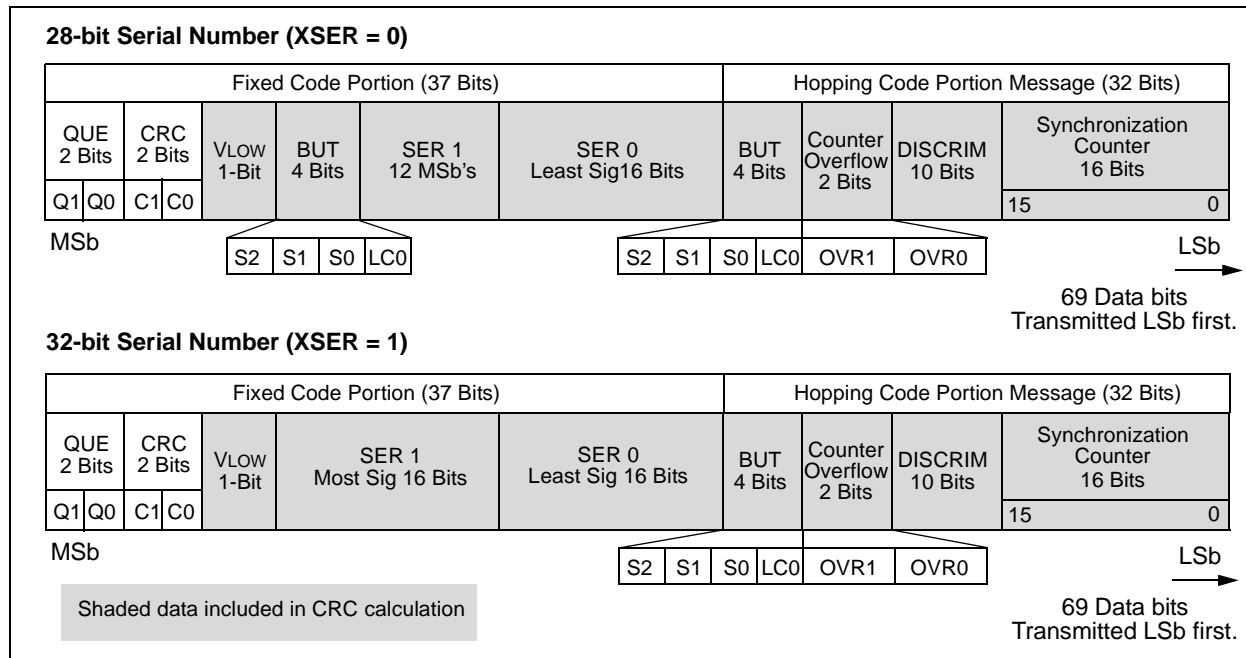 28-bit Serial Number (XSER = 0)
Fixed Code Portion (37 Bits)
Hopping Code Portion Message (32 Bits)
QUE
2 Bits
CRC
2 Bits
VLOW
1-Bit
BUT
4 Bits
SER 1
12 MSb's
SER 0
Least Sig16 Bits
BUT
4 Bits
Counter
Overflow
2 Bits
DISCRIM
10 Bits
Synchronization
Counter
16 Bits
Q1 Q0
C1 C0
15 0
MSb
S2 S1 S0 LC0
S2 S1 S0 LC0 OVR1 OVR0
LSb
69 Data bits
Transmitted LSb first.
32-bit Serial Number (XSER = 1)
Fixed Code Portion (37 Bits)
Hopping Code Portion Message (32 Bits)
QUE
2 Bits
CRC
2 Bits
VLOW
1-Bit
SER 1
Most Sig 16 Bits
SER 0
Least Sig 16 Bits
BUT
4 Bits
Counter
Overflow
2 Bits
DISCRIM
10 Bits
Synchronization
Counter
16 Bits
Q1 Q0
C1 C0
15 0
MSb
S2 S1 S0 LC0 OVR1 OVR0
LSb
Shaded data included in CRC calculation
69 Data bits
Transmitted LSb first.